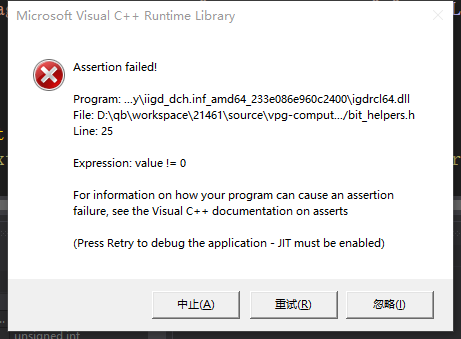 Microsoft Visual C++ Runtime Library
Assertion failed!
Program: ...y\iigd_dch.inf_amd64_233e086e960c2400\igdrcl64.dll
File: D:\qb\workspace\21461\source\vpg-comput.../bit_helpers.h
Line: 25
Expression: value != 0
For information on how your program can cause an assertion
failure, see the Visual C++ documentation on asserts
(Press Retry to debug the application - JIT must be enabled)
中止(A) 重试(R) 忽略(I)
unsigned int